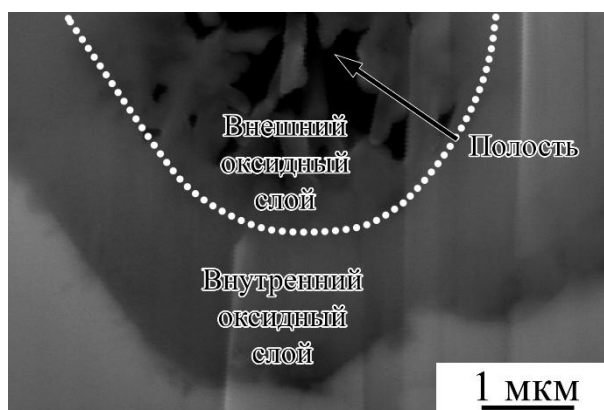 Внешний
оксидный
слой
Полость
Внутренний
оксидный
слой
1 мкм